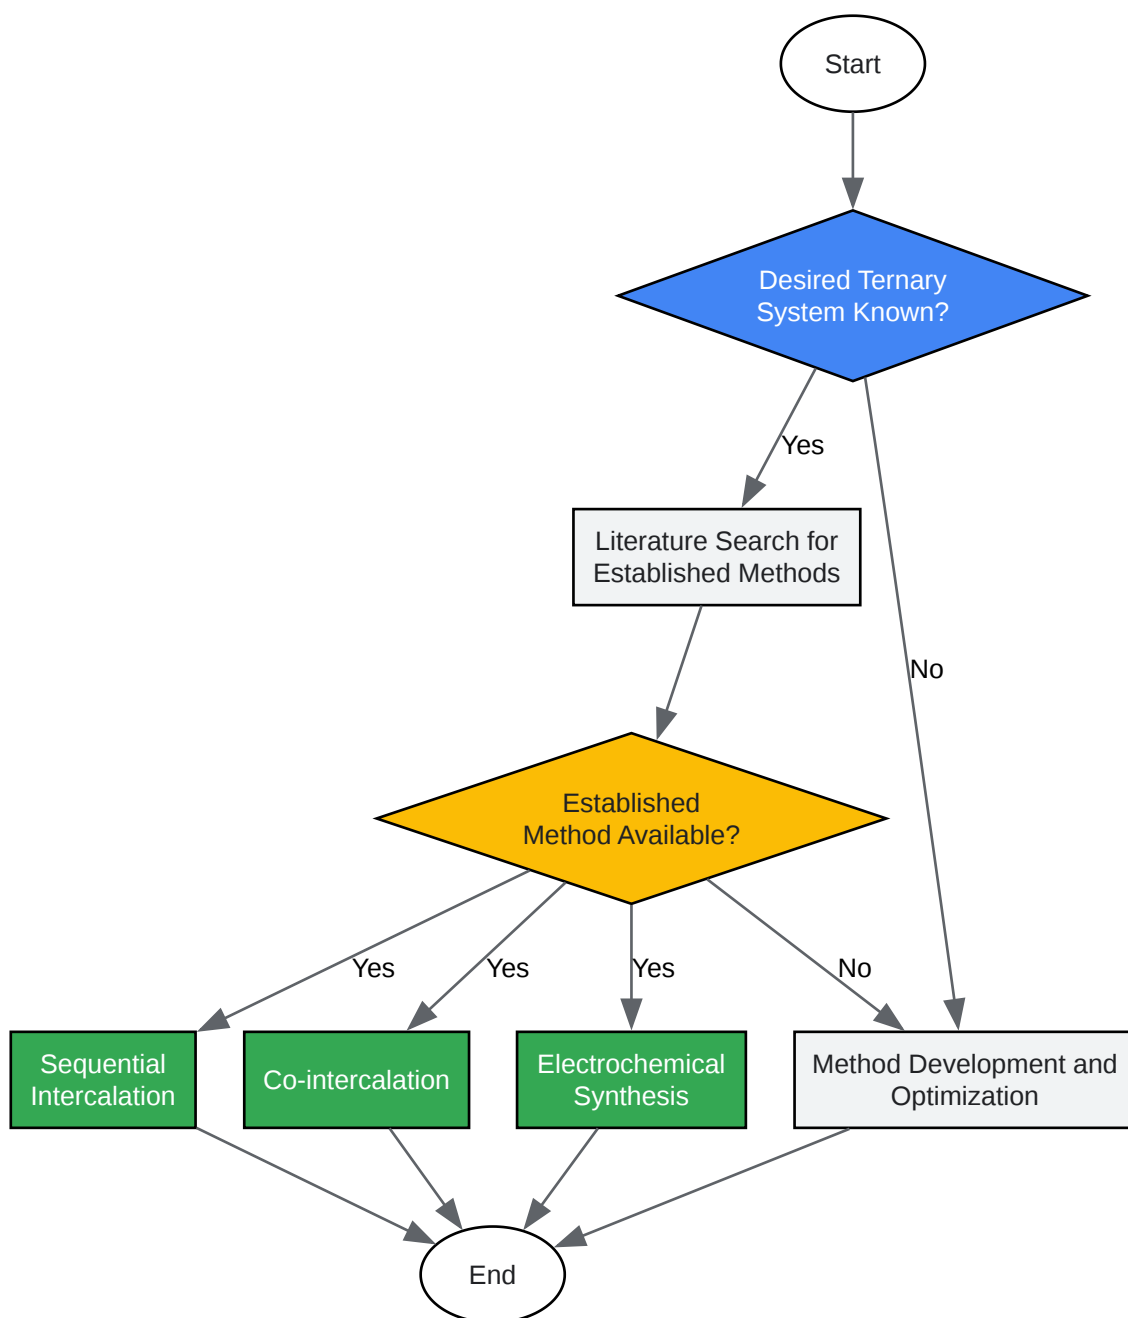 Start
Desired Ternary
System Known?
Yes
Literature Search for
Established Methods
No
Established
Method Available?
Yes
Yes
Yes
No
Sequential
Intercalation
Co-intercalation
Electrochemical
Synthesis
Method Development and
Optimization
End